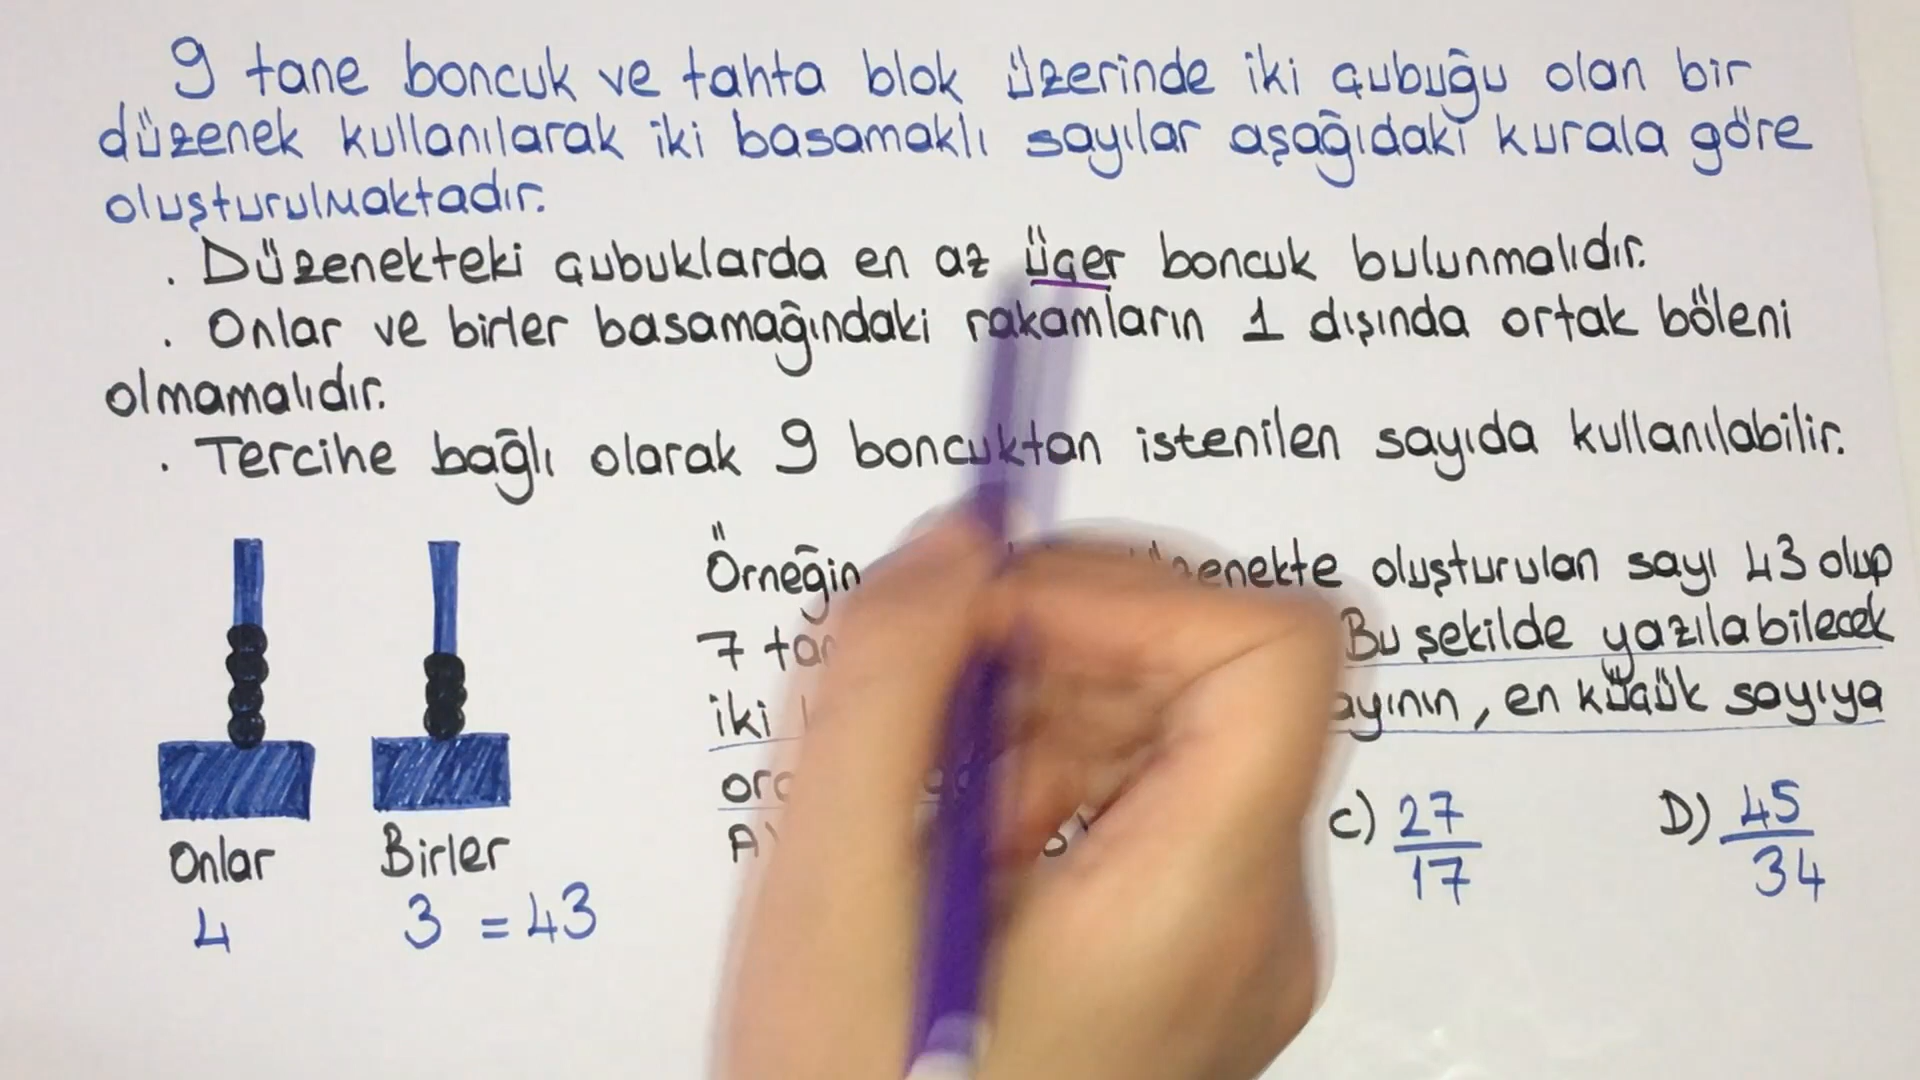 9 tane boncuk ve tahta blok üzerinde iki çubuğu olan bir
düzenek kullanılarak iki basamaklı sayılar aşağıdaki kurala göre
oluşturulmaktadır.
. Düzenekteki çubuklarda en az üçer boncuk bulunmalıdır.
. Onlar ve birler basamağındaki rakamların 1 dışında ortak böleni
olmamalıdır.
. Tercihe bağlı olarak 9 boncuktan istenilen sayıda kullanılabilir.
Örneğin oluşturulan sayı 43 olup
7 Bu şekilde yazılabilecek
iki en küçük sayıya
A)
C) 27/17 D) 45/34
Onlar Birler
4 3 = 43